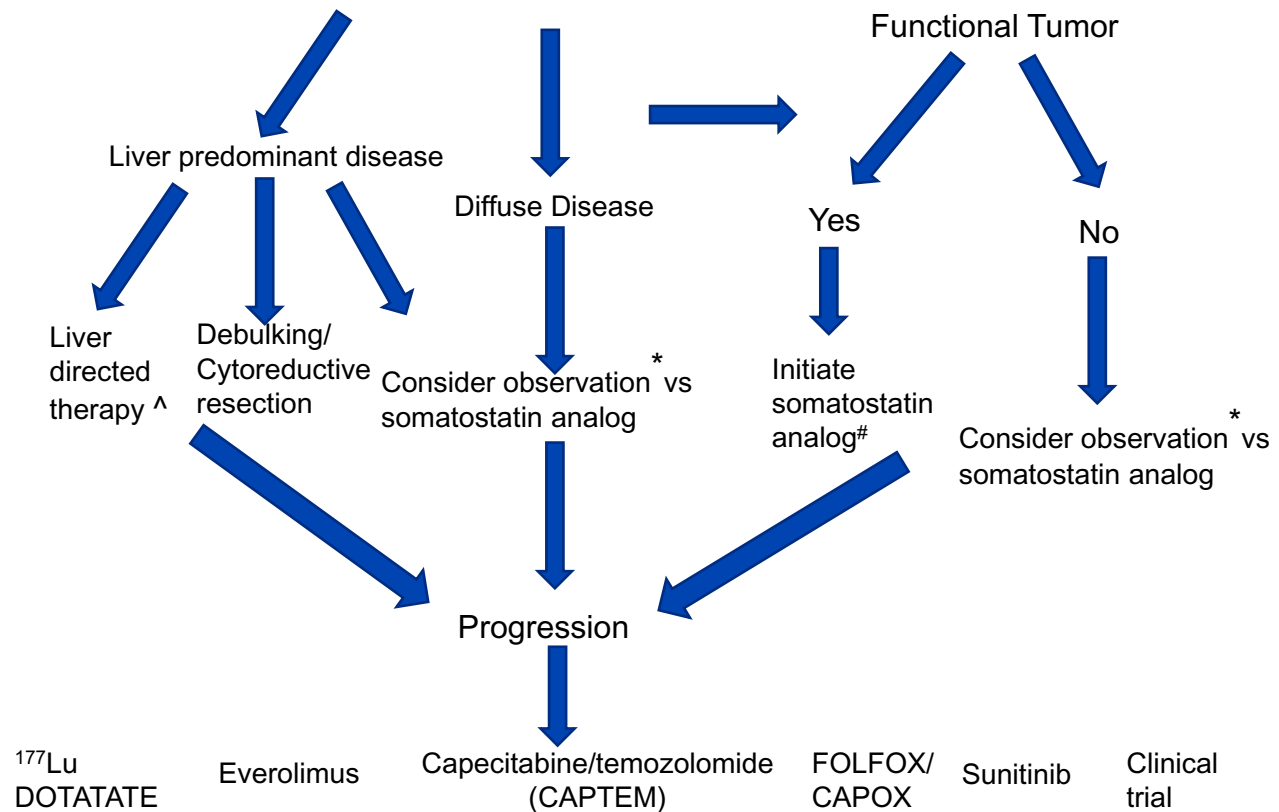 Functional Tumor
Liver predominant disease
Diffuse Disease
Yes
No
Liver
directed
therapy ^
Debulking/
Cytoreductive
resection
Consider observation * vs
somatostatin analog
Initiate
somatostatin
analog#
Consider observation * vs
somatostatin analog
Progression
177Lu
DOTATATE
Everolimus
Capecitabine/temozolomide
(CAPTEM)
FOLFOX/
CAPOX
Sunitinib
Clinical
trial